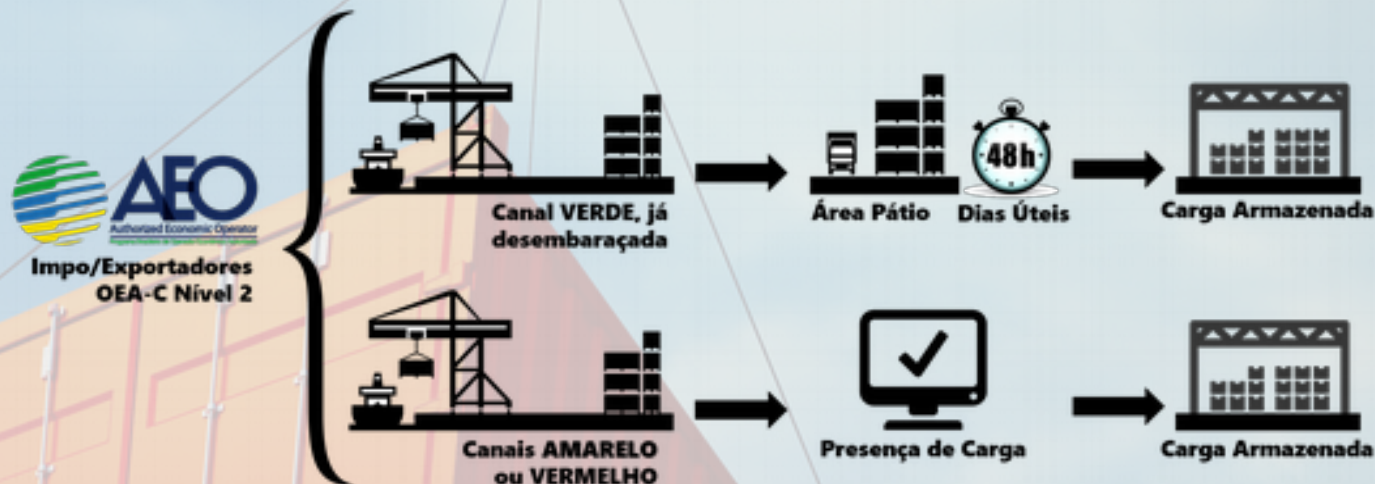 AEO
Authorized Economic Operator
Impo/Exportadores
OEA-C Nível 2
Canal VERDE, já
desembaraçada
Área Pátio
48h
Dias Úteis
Carga Armazenada
Canais AMARELO
ou VERMELHO
Presença de Carga
Carga Armazenada